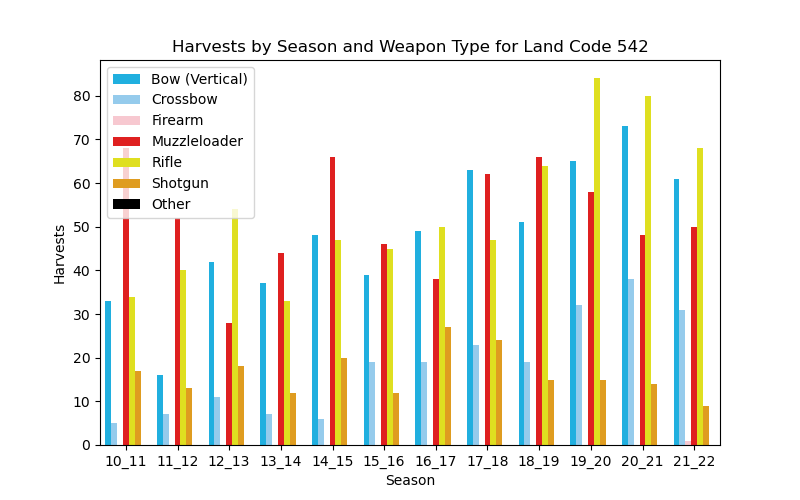 Harvests by Season and Weapon Type for Land Code 542
Bow (Vertical)
Crossbow
Firearm
Muzzleloader
Rifle
Shotgun
Other
Harvests
80
70
60
50
40
30
20
10
0
10_11 11_12 12_13 13_14 14_15 15_16 16_17 17_18 18_19 19_20 20_21 21_22
Season